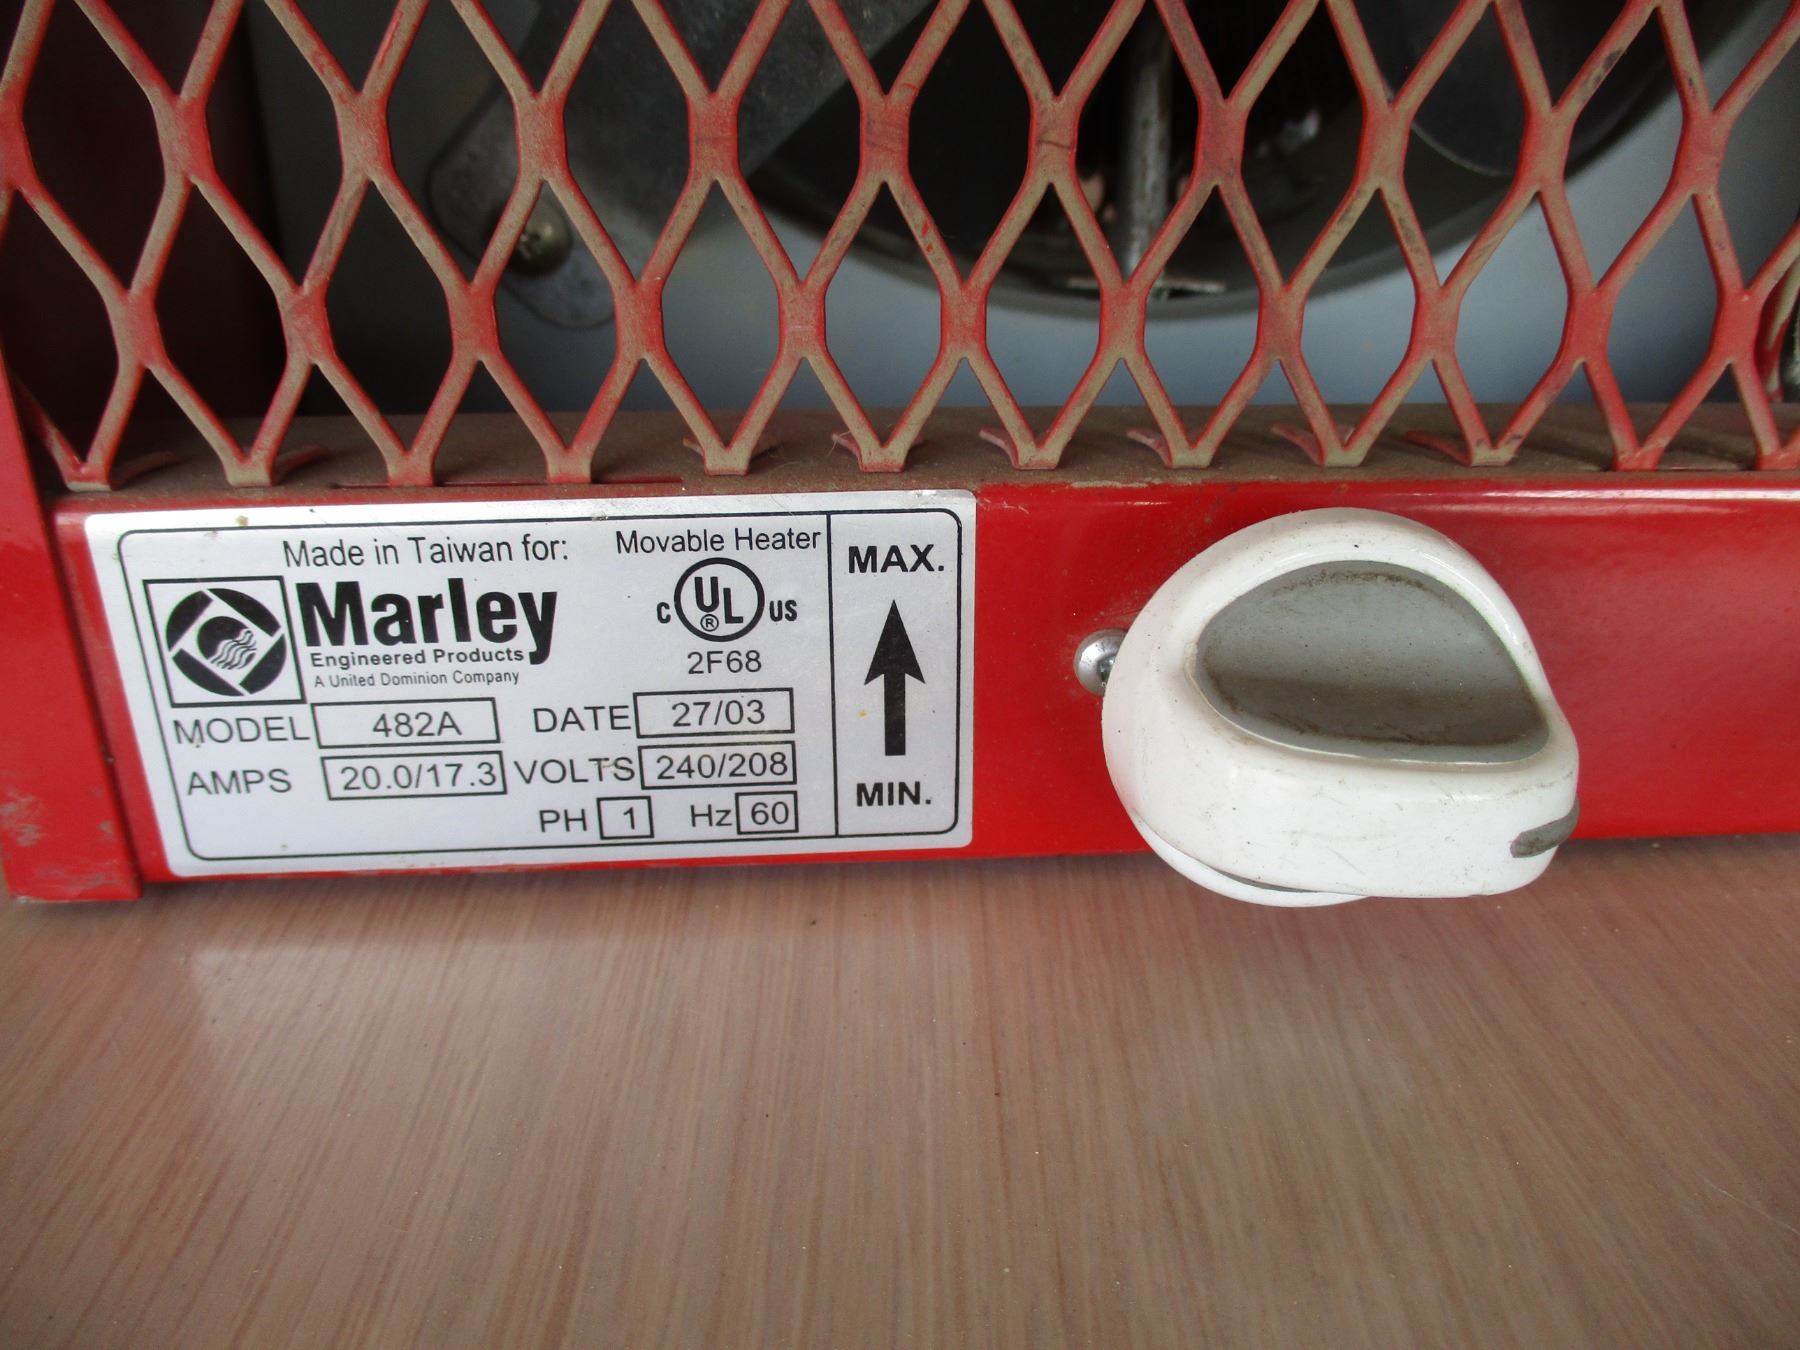 Made in Taiwan for:
Movable Heater
Marley
Engineered Products
A United Dominion Company
C UL ® US
2F68
MODEL 482A DATE 27/03
AMPS 20.0/17.3 VOLTS 240/208
PH 1 Hz 60
MAX.
MIN.